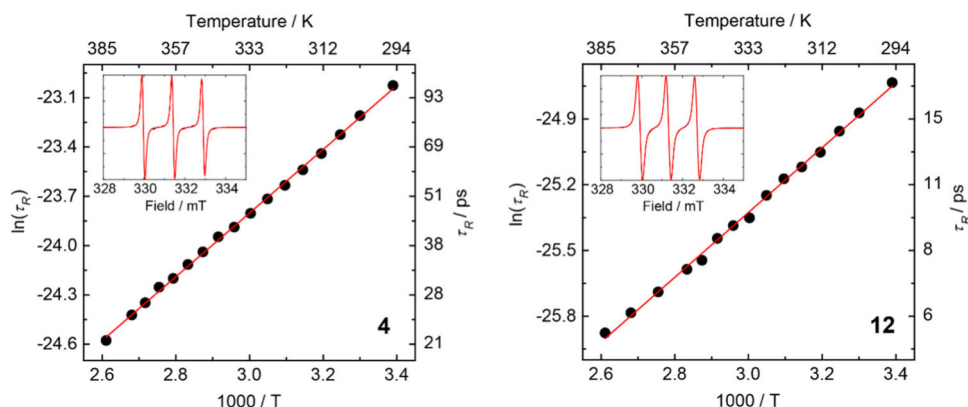 Temperature / K
385 357 333 312 294
-23.1
-23.4
-23.7
-24.0
-24.3
-24.6
ln(τR)
93
69
51
38
28
21
τR / ps
328 330 332 334
Field / mT
4
2.6 2.8 3.0 3.2 3.4
1000 / T
Temperature / K
385 357 333 312 294
-24.9
-25.2
-25.5
-25.8
ln(τR)
15
11
8
6
τR / ps
328 330 332 334
Field / mT
12
2.6 2.8 3.0 3.2 3.4
1000 / T